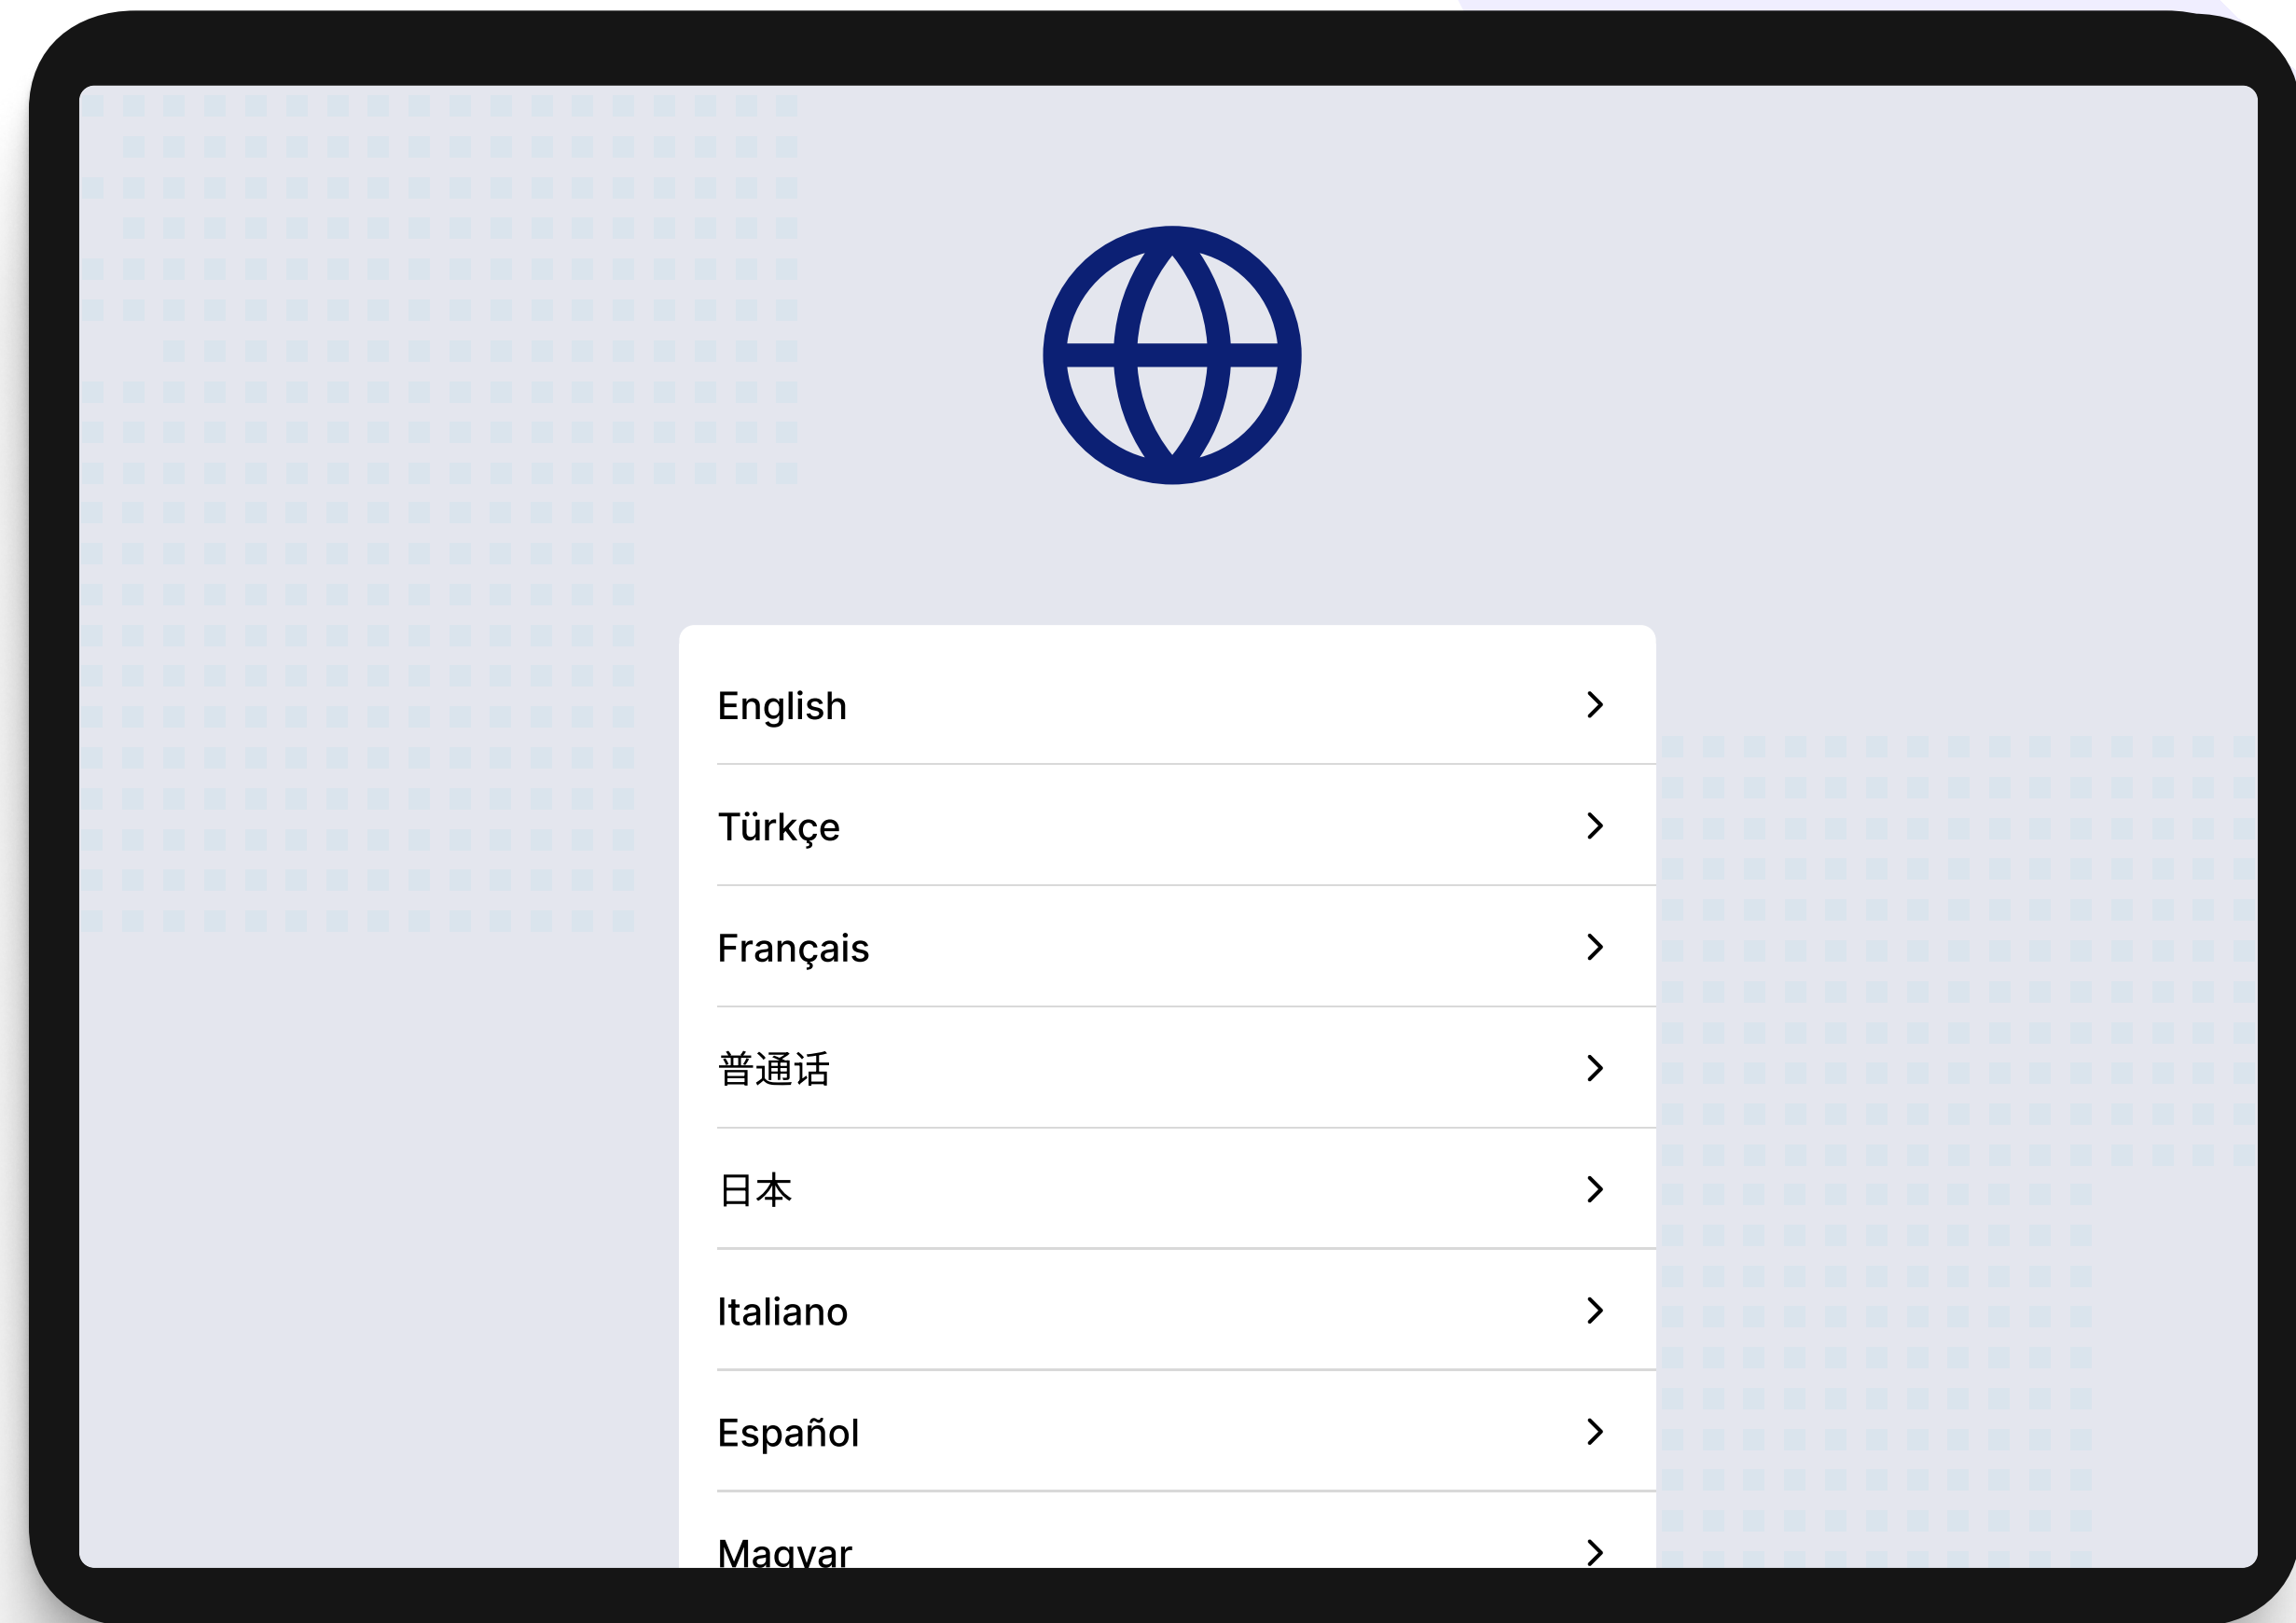 English
Türkçe
Français
普通话
日本
Italiano
Español
Magyar